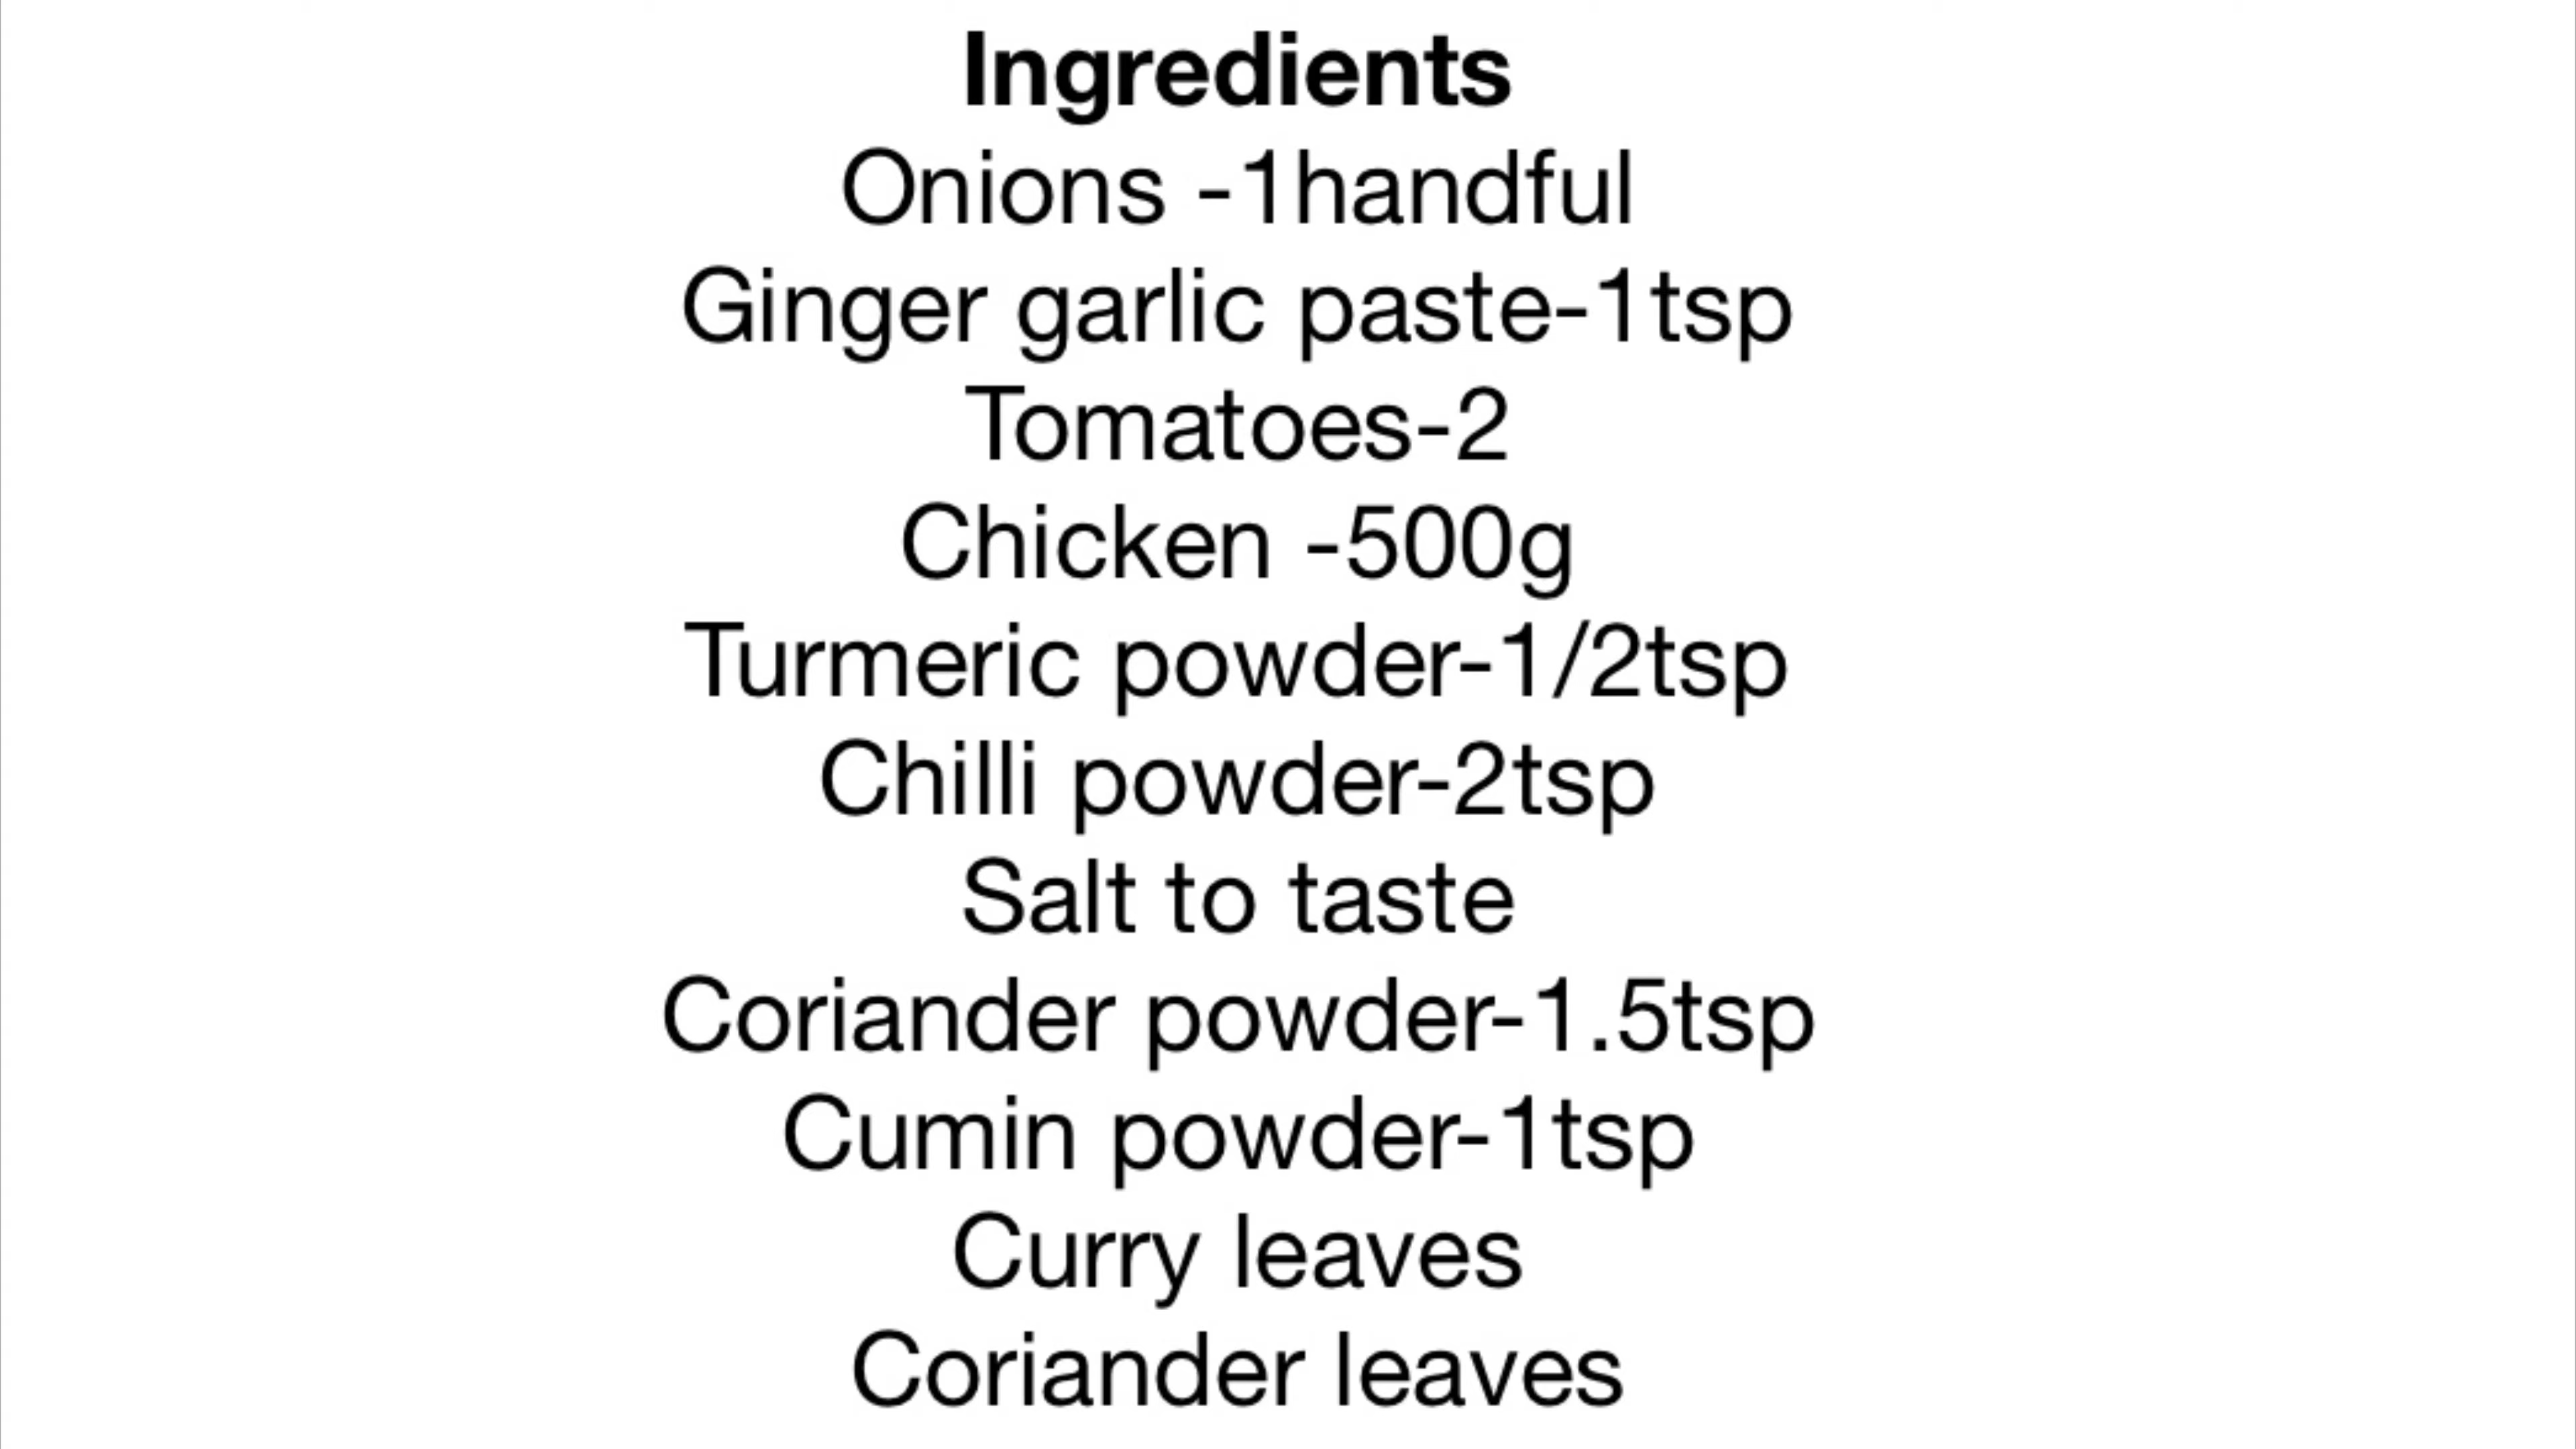 Ingredients
Onions -1handful
Ginger garlic paste-1tsp
Tomatoes-2
Chicken -500g
Turmeric powder-1/2tsp
Chilli powder-2tsp
Salt to taste
Coriander powder-1.5tsp
Cumin powder-1tsp
Curry leaves
Coriander leaves